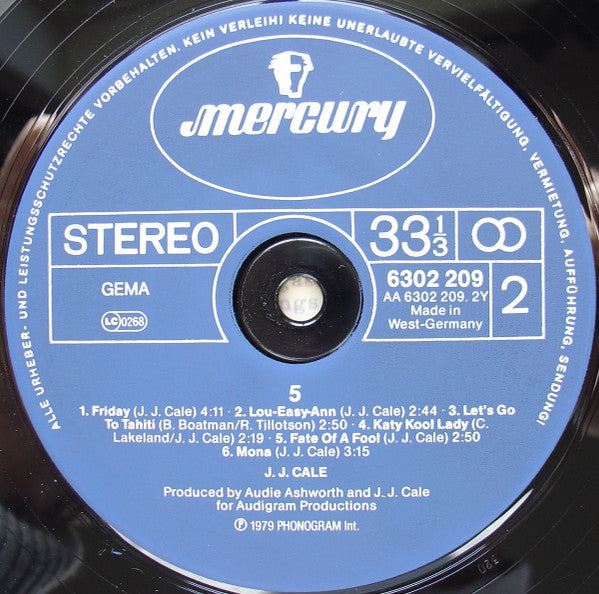 ALLE URHEBER- UND LEISTUNGSSCHUTZRECHTE VORBEHALTEN. KEIN VERLEIH! KEINE UNERLAUBTE VERVIELFÄLTIGUNG, VERMIETUNG, AUFFÜHRUNG, SENDUNG!
mercury
STEREO
33 1/3
GEMA
LC 0268
6302 209
AA 6302 209. 2Y
Made in
West-Germany
2
5
1. Friday (J. J. Cale) 4:11 · 2. Lou-Easy-Ann (J. J. Cale) 2:44 · 3. Let's Go
To Tahiti (B. Boatman/R. Tillotson) 2:50 · 4. Katy Kool Lady (C.
Lakeland/J. J. Cale) 2:19 · 5. Fate Of A Fool (J. J. Cale) 2:50
6. Mona (J. J. Cale) 3:15
J. J. CALE
Produced by Audie Ashworth and J. J. Cale
for Audigram Productions
℗ 1979 PHONOGRAM Int.
320